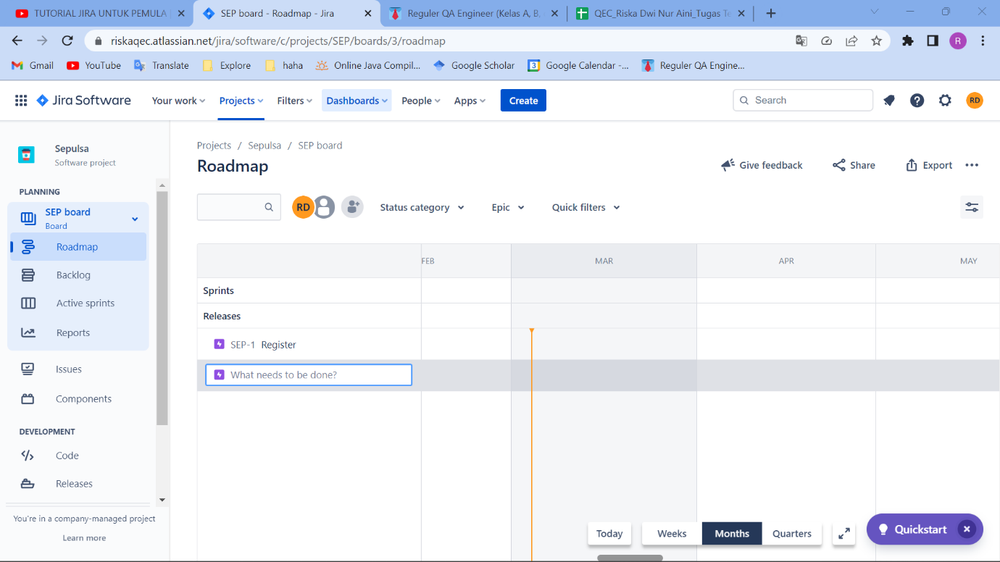 TUTORIAL JIRA UNTUK PEMULA
SEP board - Roadmap - Jira
Reguler QA Engineer (Kelas A, B,
QEC_Riska Dwi Nur Aini_Tugas Te
riskaqec.atlassian.net/jira/software/c/projects/SEP/boards/3/roadmap
R
Gmail
YouTube
Translate
Explore
haha
Online Java Compil...
Google Scholar
Google Calendar -...
Reguler QA Engine...
Jira Software
Your work
Projects
Filters
Dashboards
People
Apps
Create
Search
RD
Sepulsa
Software project
PLANNING
SEP board
Board
Roadmap
Backlog
Active sprints
Reports
Issues
Components
DEVELOPMENT
Code
Releases
You're in a company-managed project
Learn more
Projects / Sepulsa / SEP board
Roadmap
Give feedback
Share
Export
RD
Status category
Epic
Quick filters
FEB
MAR
APR
MAY
Sprints
Releases
SEP-1 Register
What needs to be done?
Today
Weeks
Months
Quarters
Quickstart